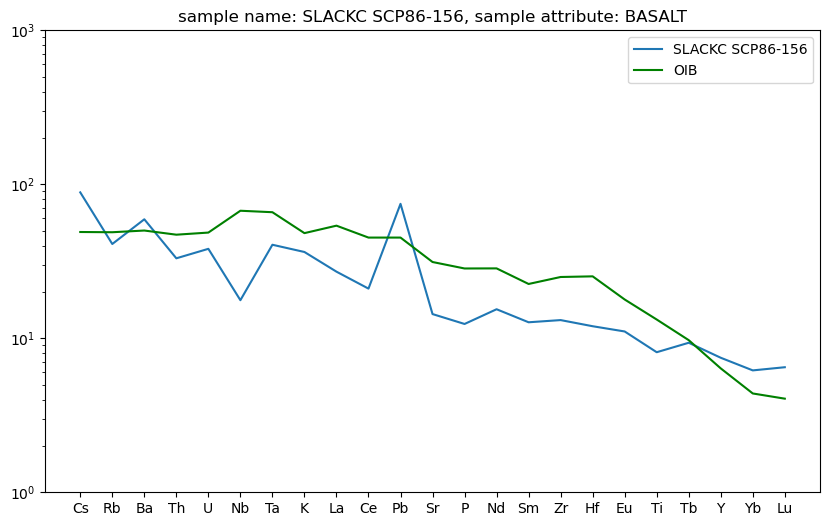 sample name: SLACKC SCP86-156, sample attribute: BASALT
SLACKC SCP86-156
OIB
10³
10²
10¹
10⁰
Cs Rb Ba Th U Nb Ta K La Ce Pb Sr P Nd Sm Zr Hf Eu Ti Tb Y Yb Lu